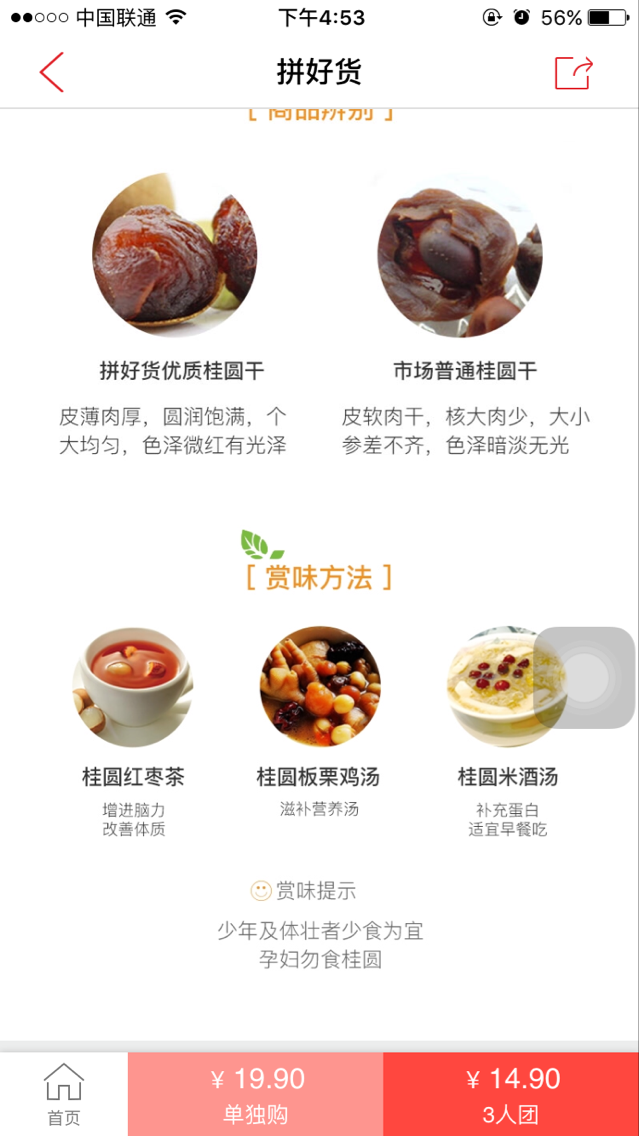 中国联通
下午4:53
56%
拼好货
[ 商品辨别 ]
拼好货优质桂圆干
皮薄肉厚，圆润饱满，个
大均匀，色泽微红有光泽
市场普通桂圆干
皮软肉干，核大肉少，大小
参差不齐，色泽暗淡无光
[ 赏味方法 ]
桂圆红枣茶
增进脑力
改善体质
桂圆板栗鸡汤
滋补营养汤
桂圆米酒汤
补充蛋白
适宜早餐吃
赏味提示
少年及体壮者少食为宜
孕妇勿食桂圆
首页
¥ 19.90
单独购
¥ 14.90
3人团